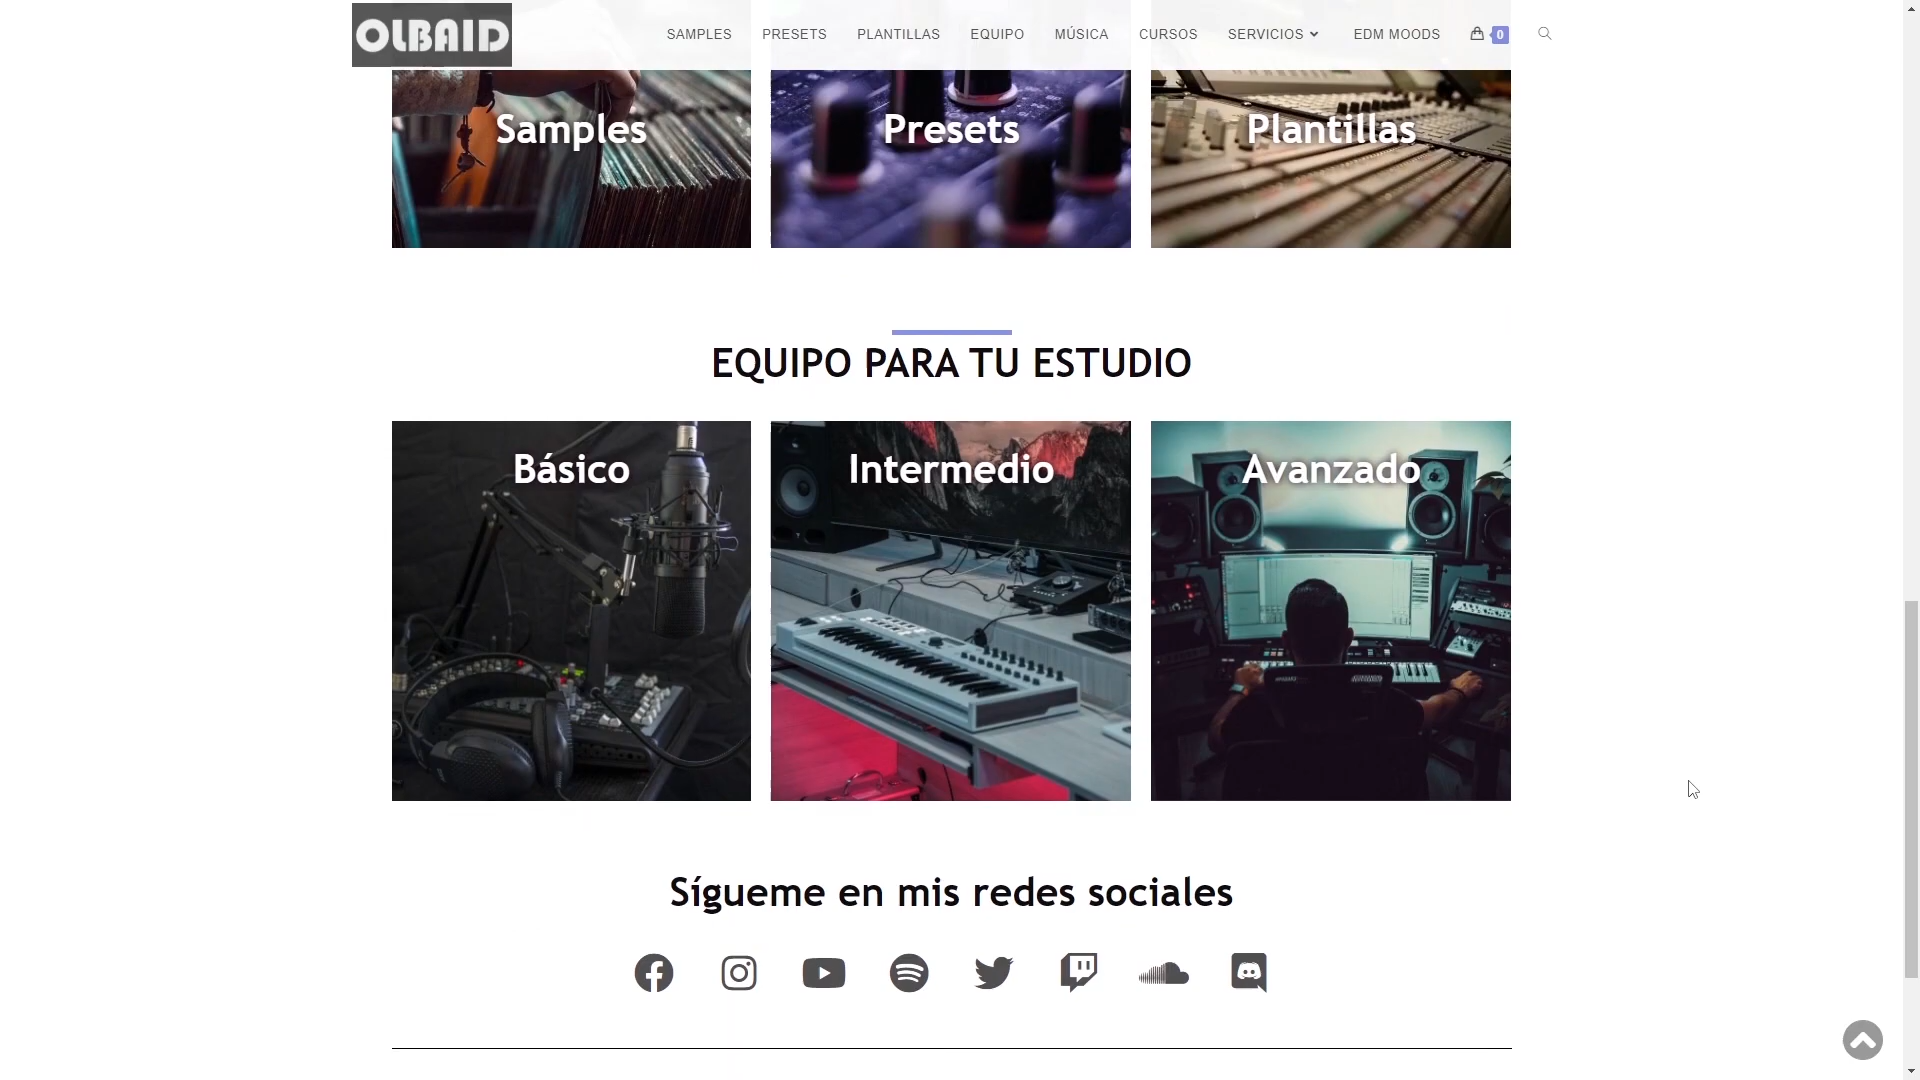 OLBAID
SAMPLES PRESETS PLANTILLAS EQUIPO MÚSICA CURSOS SERVICIOS EDM MOODS 0
Samples Presets Plantillas
EQUIPO PARA TU ESTUDIO
Básico Intermedio Avanzado
Sígueme en mis redes sociales